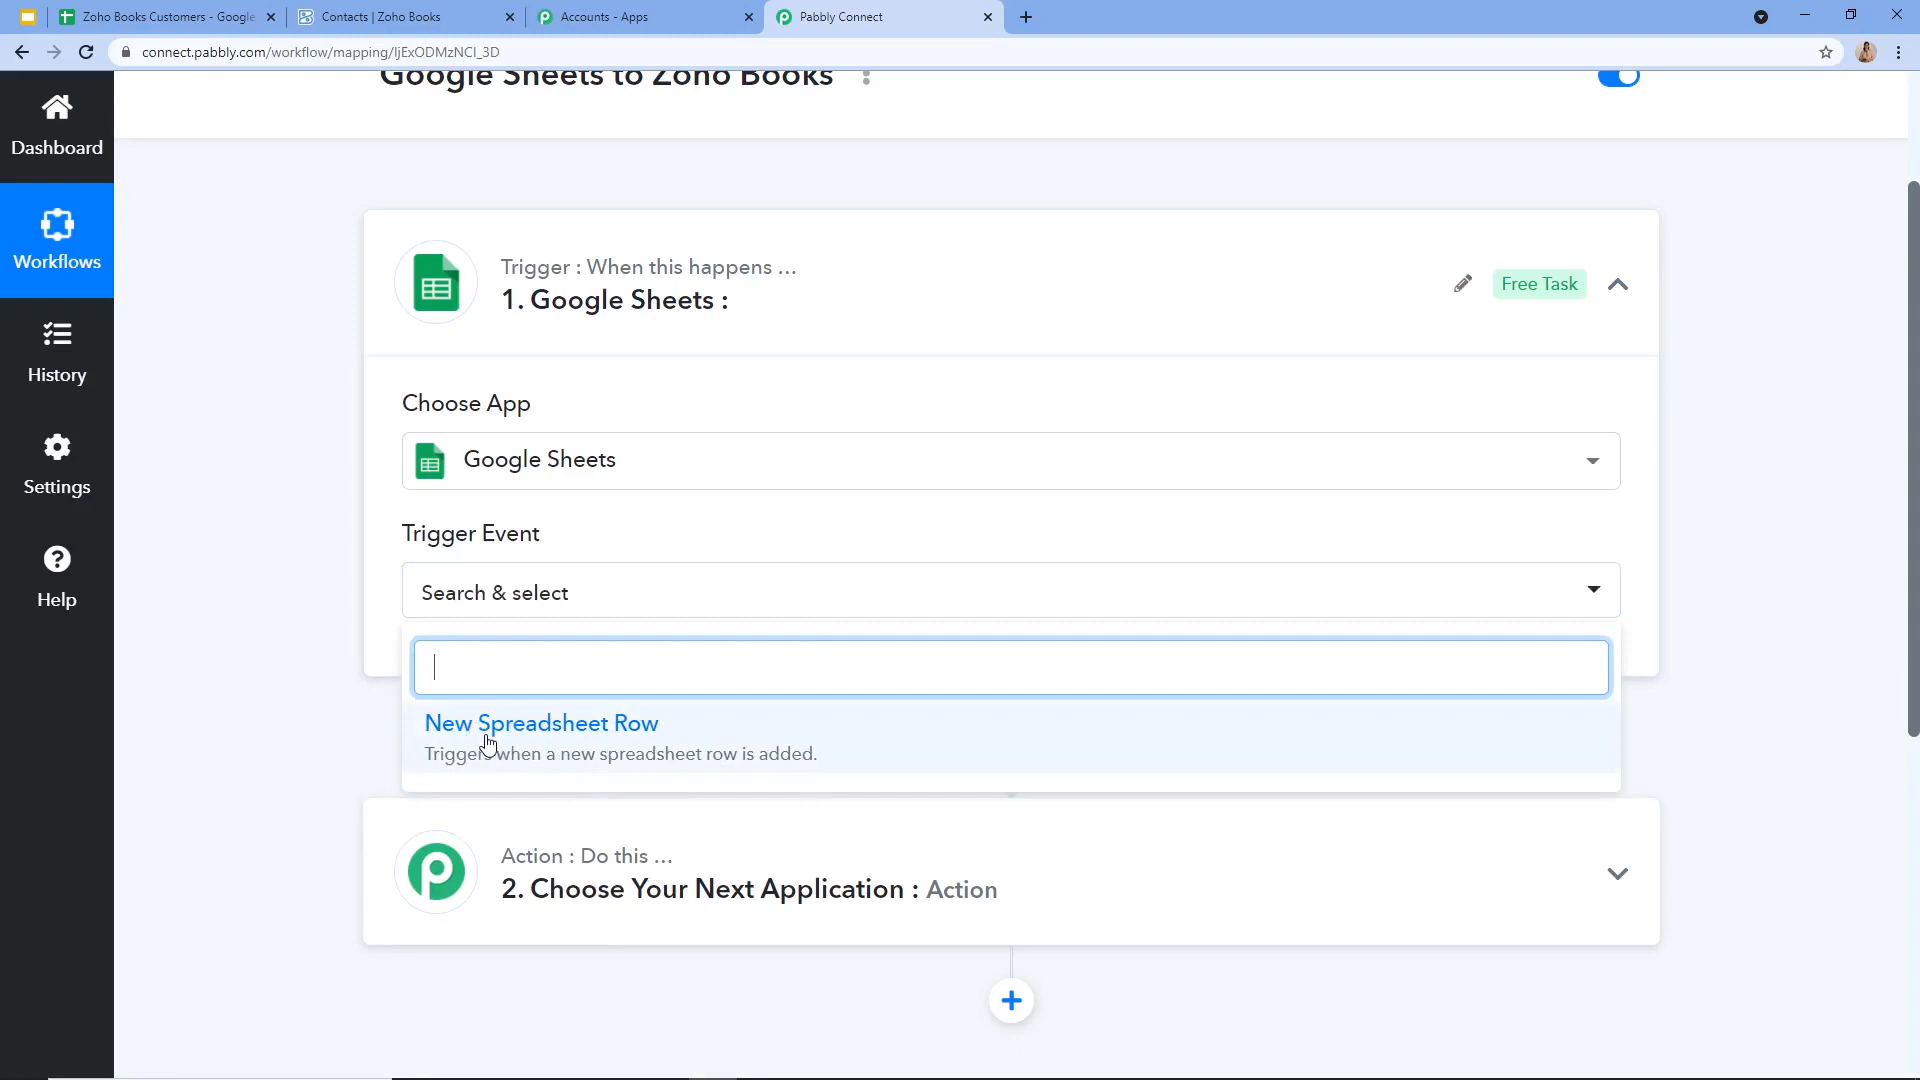 Zoho Books Customers - Google
Contacts | Zoho Books
Accounts - Apps
Pabbly Connect
connect.pabbly.com/workflow/mapping/IjExODMzNCI_3D
Google Sheets to Zoho Books
Dashboard
Workflows
History
Settings
Help
Trigger : When this happens ...
1. Google Sheets :
Free Task
Choose App
Google Sheets
Trigger Event
Search & select
New Spreadsheet Row
Triggers when a new spreadsheet row is added.
Action : Do this ...
2. Choose Your Next Application : Action